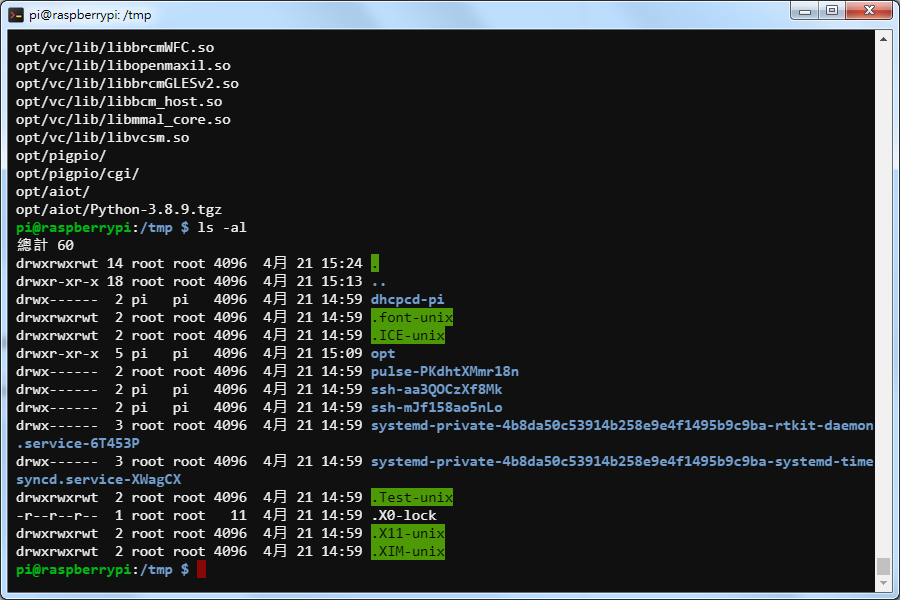 pi@raspberrypi: /tmp
opt/vc/lib/libbrcmWFC.so
opt/vc/lib/libopenmaxil.so
opt/vc/lib/libbrcmGLESv2.so
opt/vc/lib/libbcm_host.so
opt/vc/lib/libmmal_core.so
opt/vc/lib/libvcsm.so
opt/pigpio/
opt/pigpio/cgi/
opt/aiot/
opt/aiot/Python-3.8.9.tgz
pi@raspberrypi:/tmp $ ls -al
總計 60
drwxrwxrwt 14 root root 4096  4月 21 15:24 .
drwxr-xr-x 18 root root 4096  4月 21 15:13 ..
drwx------  2 pi   pi   4096  4月 21 14:59 dhcpcd-pi
drwxrwxrwt  2 root root 4096  4月 21 14:59 .font-unix
drwxrwxrwt  2 root root 4096  4月 21 14:59 .ICE-unix
drwxr-xr-x  5 pi   pi   4096  4月 21 15:09 opt
drwx------  2 root root 4096  4月 21 14:59 pulse-PKdhtXMmr18n
drwx------  2 pi   pi   4096  4月 21 14:59 ssh-aa3QOCzXf8Mk
drwx------  2 pi   pi   4096  4月 21 14:59 ssh-mJf158ao5nLo
drwx------  3 root root 4096  4月 21 14:59 systemd-private-4b8da50c53914b258e9e4f1495b9c9ba-rtkit-daemon
.service-6T453P
drwx------  3 root root 4096  4月 21 14:59 systemd-private-4b8da50c53914b258e9e4f1495b9c9ba-systemd-time
syncd.service-XWagCX
drwxrwxrwt  2 root root 4096  4月 21 14:59 .Test-unix
-r--r--r--  1 root root   11  4月 21 14:59 .X0-lock
drwxrwxrwt  2 root root 4096  4月 21 14:59 .X11-unix
drwxrwxrwt  2 root root 4096  4月 21 14:59 .XIM-unix
pi@raspberrypi:/tmp $